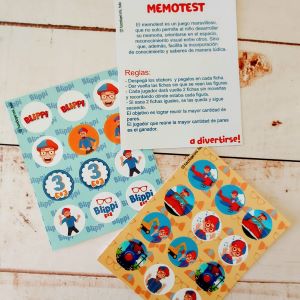 MEMOTEST
El memotest es un juego maravilloso,
que no solo permite al niño desarrollar
su memoria, orientarse en el espacio,
reconocimiento visual entre otros. Sino
que, además, facilita la incorporación
de conocimiento y saberes de manera lúdica.
Reglas:
- Despegá los stickers y pegalos en cada ficha.
- Dar vuelta las fichas sin que se vean las figuras
- Cada jugador dará vuelta 2 fichas sin moverlas
y recordando dónde estaba cada figura.
- Si sacó 2 fichas iguales, se las queda y sigue
sacando.
El objetivo es lograr reunir la mayor cantidad de
pares.
El jugador que reúne la mayor cantidad de pares
es el ganador.
a divertirse!
Blippi
BLIPPI
Blippi
3
3
Blippi